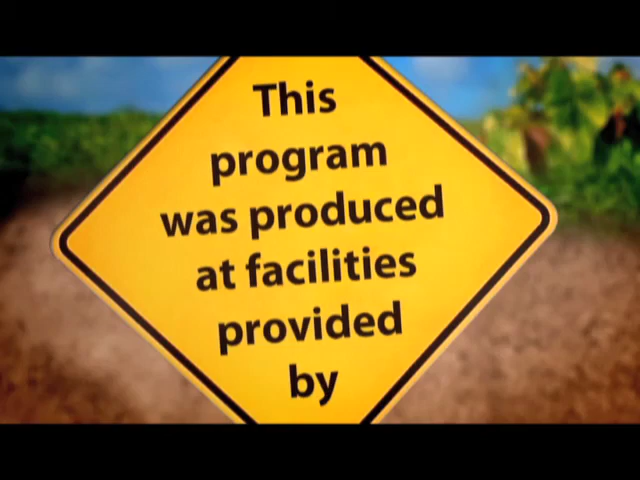 This
program
was produced
at facilities
provided
by